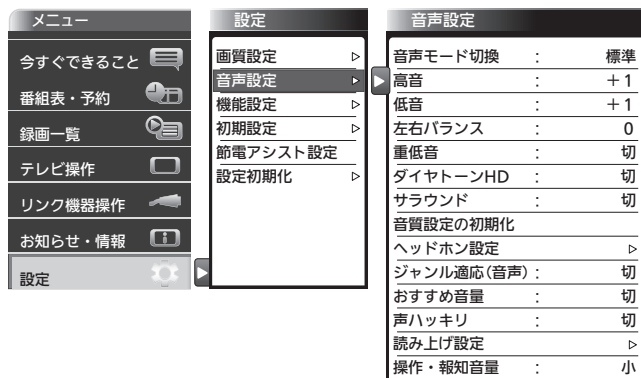 メニュー
今すぐできること
番組表・予約
録画一覧
テレビ操作
リンク機器操作
お知らせ・情報
設定
設定
画質設定 ▷
音声設定 ▷
機能設定 ▷
初期設定 ▷
節電アシスト設定
設定初期化 ▷
音声設定
音声モード切換 : 標準
高音 : +1
低音 : +1
左右バランス : 0
重低音 : 切
ダイヤトーンHD : 切
サラウンド : 切
音質設定の初期化
ヘッドホン設定 ▷
ジャンル適応(音声) : 切
おすすめ音量 : 切
声ハッキリ : 切
読み上げ設定 ▷
操作・報知音量 : 小